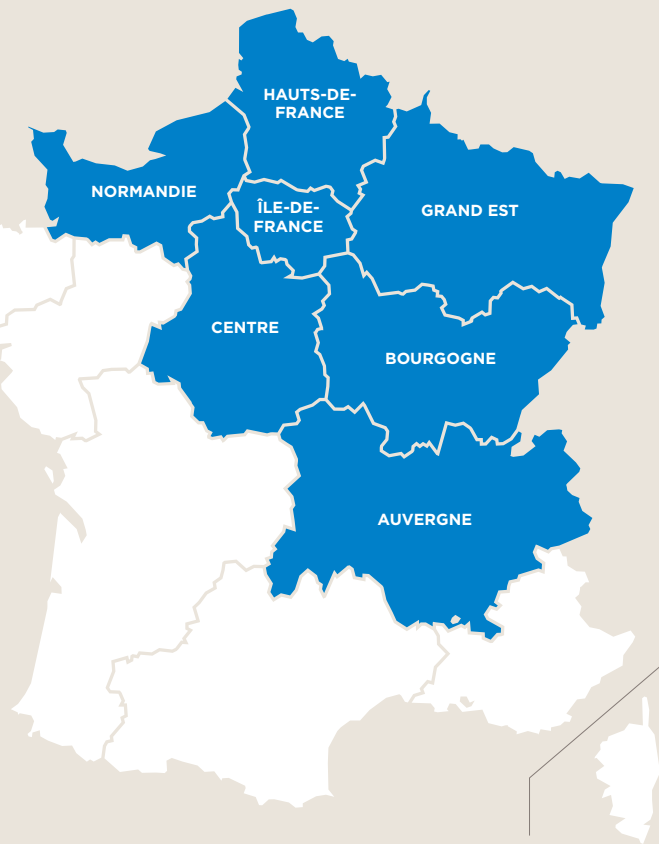 HAUTS-DE-
FRANCE
NORMANDIE
ÎLE-DE-
FRANCE
GRAND EST
CENTRE
BOURGOGNE
AUVERGNE